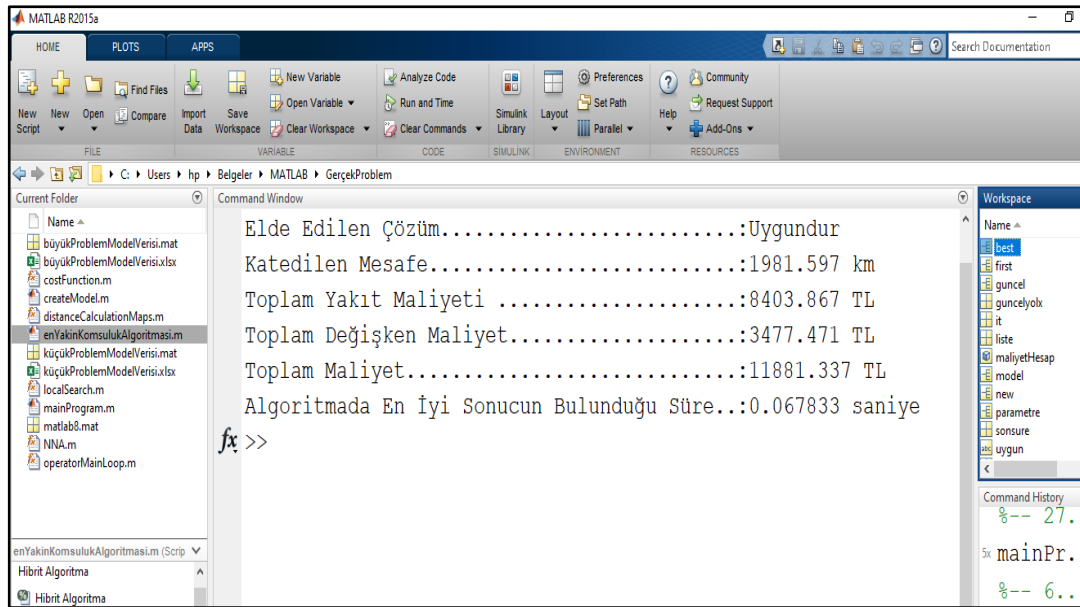 MATLAB R2015a
HOME PLOTS APPS
Search Documentation
New Script
New
Open
Find Files
Compare
Import Data
Save Workspace
New Variable
Open Variable
Clear Workspace
Analyze Code
Run and Time
Clear Commands
Simulink Library
Layout
Preferences
Set Path
Parallel
Help
Community
Request Support
Add-Ons
FILE VARIABLE CODE SIMULINK ENVIRONMENT RESOURCES
C: Users hp Belgeler MATLAB GerçekProblem
Current Folder
Name
büyükProblemModelVerisi.mat
büyükProblemModelVerisi.xlsx
costFunction.m
createModel.m
distanceCalculationMaps.m
enYakinKomsulukAlgoritmasi.m
küçükProblemModelVerisi.mat
küçükProblemModelVerisi.xlsx
localSearch.m
mainProgram.m
matlab8.mat
NNA.m
operatorMainLoop.m
enYakinKomsulukAlgoritmasi.m (Scrip
Hibrit Algoritma
Hibrit Algoritma
Command Window
Elde Edilen Çözüm..........................:Uygundur
Katedilen Mesafe...........................:1981.597 km
Toplam Yakıt Maliyeti .....................:8403.867 TL
Toplam Değişken Maliyet....................:3477.471 TL
Toplam Maliyet.............................:11881.337 TL
Algoritmada En İyi Sonucun Bulunduğu Süre..:0.067833 saniye
fx >>
Workspace
Name
best
first
guncel
guncelyolx
it
liste
maliyetHesap
model
new
parametre
sonsure
abc uygun
Command History
%-- 27.
5x mainPr.
%-- 6..